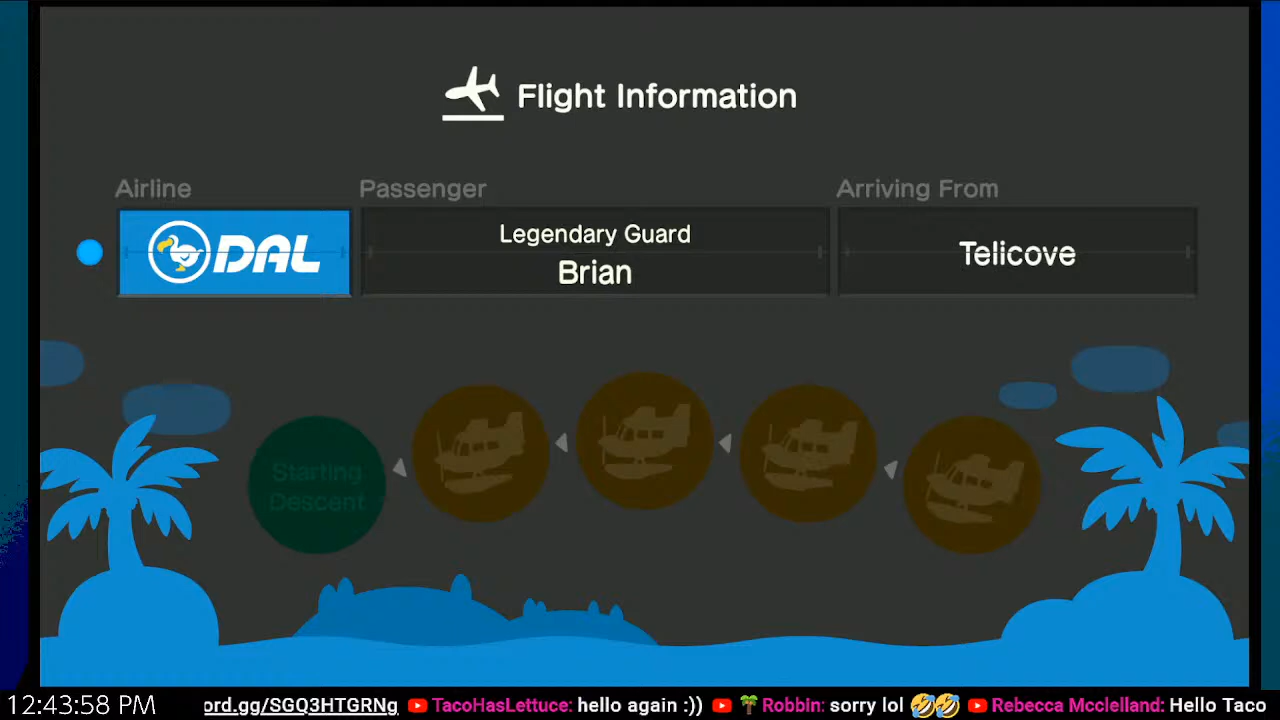 Flight Information
Airline
Passenger
Arriving From
DAL
Legendary Guard
Brian
Telicove
Starting
Descent
12:43:58 PM
ord.gg/SGQ3HTGRNg TacoHasLettuce: hello again :)) 🌴Robbin: sorry lol 🤣🤣 Rebecca Mcclelland: Hello Taco